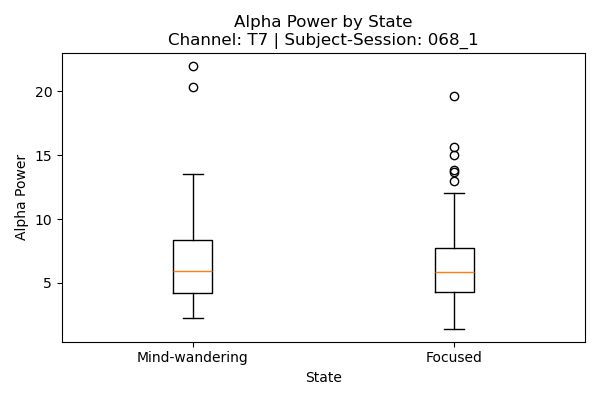 Alpha Power by State
Channel: T7 | Subject-Session: 068_1
Alpha Power
20
15
10
5
Mind-wandering
Focused
State